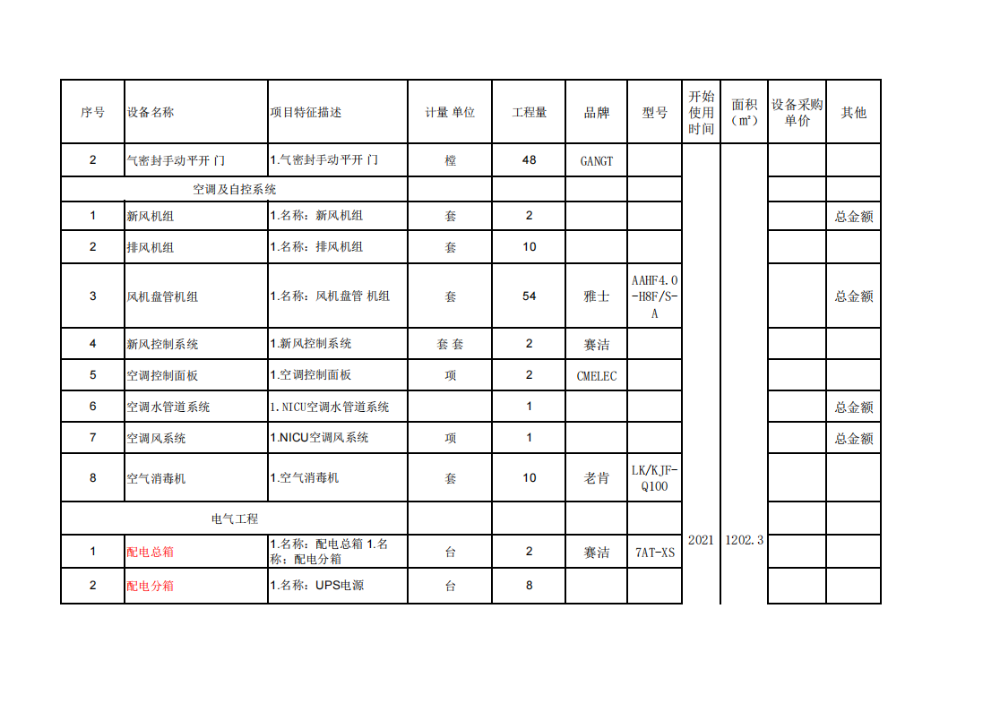 序号 设备名称 项目特征描述 计量 单位 工程量 品牌 型号 开始使用时间 面积（㎡） 设备采购单价 其他
2 气密封手动平开 门 1.气密封手动平开 门 樘 48 GANGT
空调及自控系统
1 新风机组 1.名称：新风机组 套 2 总金额
2 排风机组 1.名称：排风机组 套 10
3 风机盘管机组 1.名称：风机盘管 机组 套 54 雅士 AAHF4.0-H8F/S-A 总金额
4 新风控制系统 1.新风控制系统 套 套 2 赛洁
5 空调控制面板 1.空调控制面板 项 2 CMELEC
6 空调水管道系统 1.NICU空调水管道系统 1 总金额
7 空调风系统 1.NICU空调风系统 项 1 总金额
8 空气消毒机 1.空气消毒机 套 10 老肯 LK/KJF-Q100
电气工程
1 配电总箱 1.名称：配电总箱 1.名称；配电分箱 台 2 赛洁 7AT-XS 2021 1202.3
2 配电分箱 1.名称：UPS电源 台 8